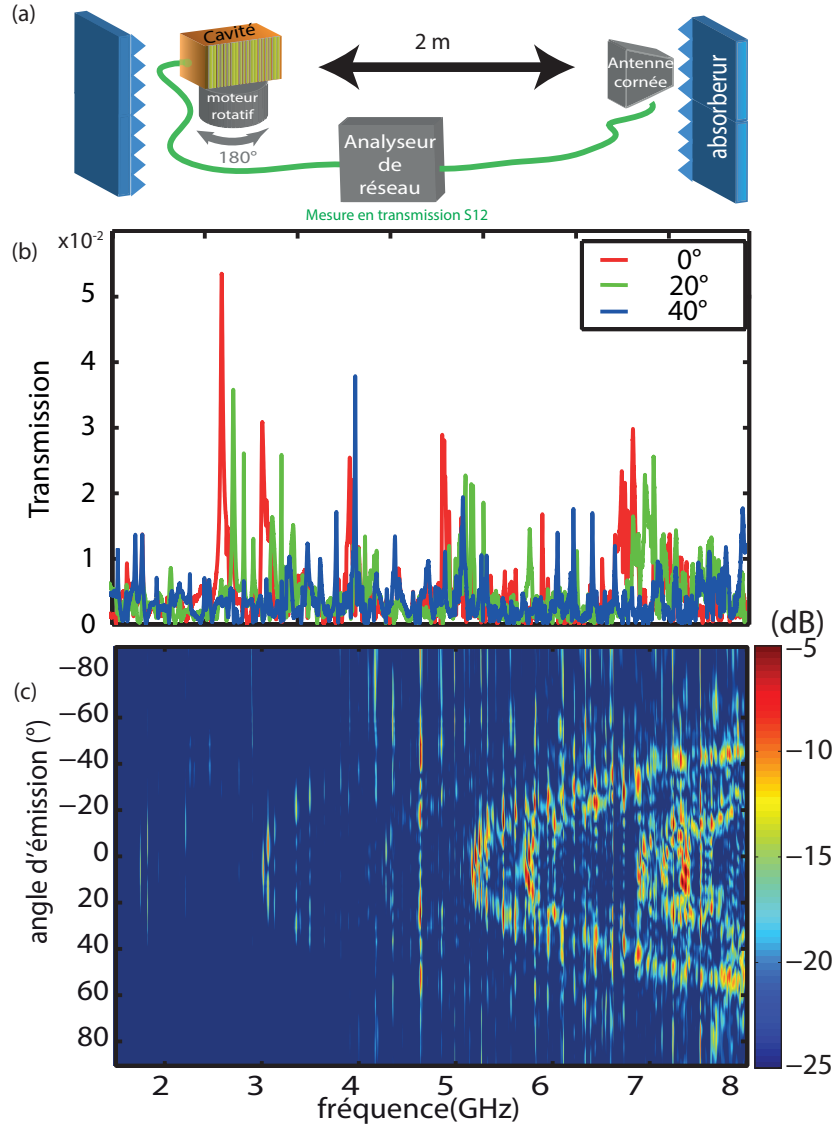 (a)
Cavité
2 m
Antenne
cornée
moteur
rotatif
180°
Analyseur
de
réseau
absorberur
Mesure en transmission S12
(b)
x10-2
5
4
3
2
1
0
Transmission
0°
20°
40°
(c)
−80
−60
−40
−20
0
20
40
60
80
angle d'émission (°)
2
3
4
5
6
7
8
fréquence(GHz)
(dB)
−5
−10
−15
−20
−25